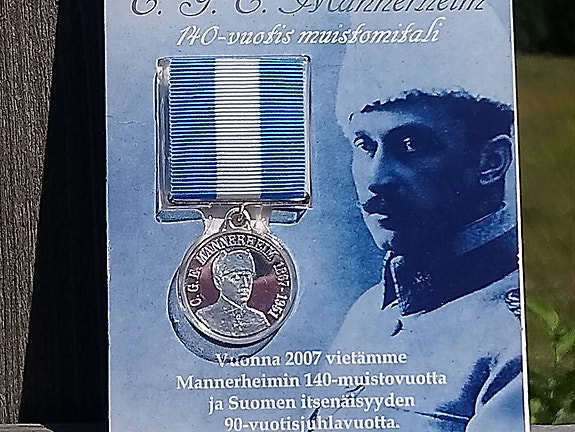 C. G. E. Mannerheim
140-vuotis muistomitali
C.G.E. MANNERHEIM 1867-1951
Vuonna 2007 vietämme
Mannerheimin 140-muistovuotta
ja Suomen itsenäisyyden
90-vuotisjuhlavuotta.